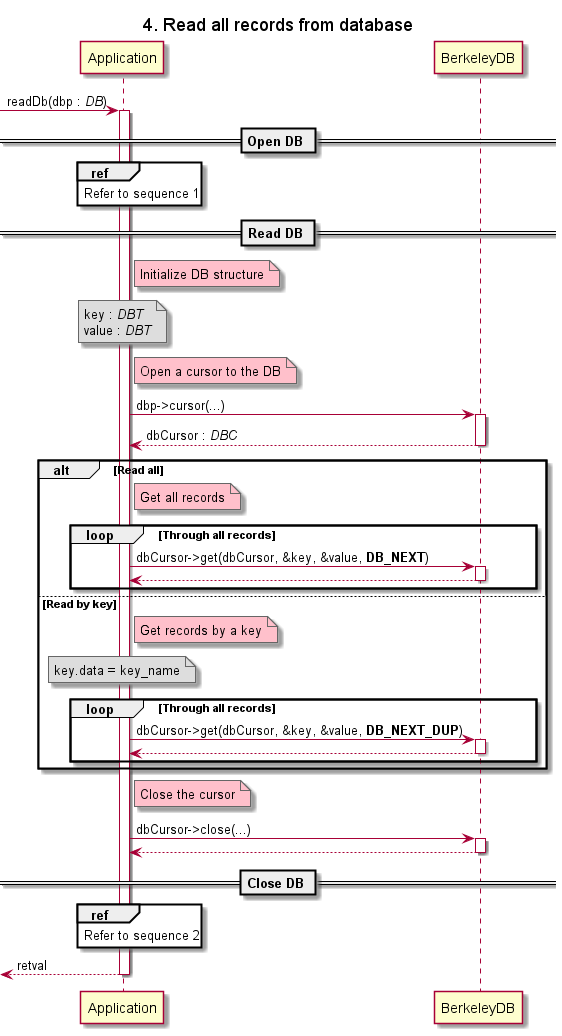 4. Read all records from database
Application
BerkeleyDB
readDb(dbp : DB)
Open DB
ref
Refer to sequence 1
Read DB
Initialize DB structure
key : DBT
value : DBT
Open a cursor to the DB
dbp->cursor(...)
dbCursor : DBC
alt
[Read all]
Get all records
loop
[Through all records]
dbCursor->get(dbCursor, &key, &value, DB_NEXT)
[Read by key]
Get records by a key
key.data = key_name
loop
[Through all records]
dbCursor->get(dbCursor, &key, &value, DB_NEXT_DUP)
Close the cursor
dbCursor->close(...)
Close DB
ref
Refer to sequence 2
retval
Application
BerkeleyDB